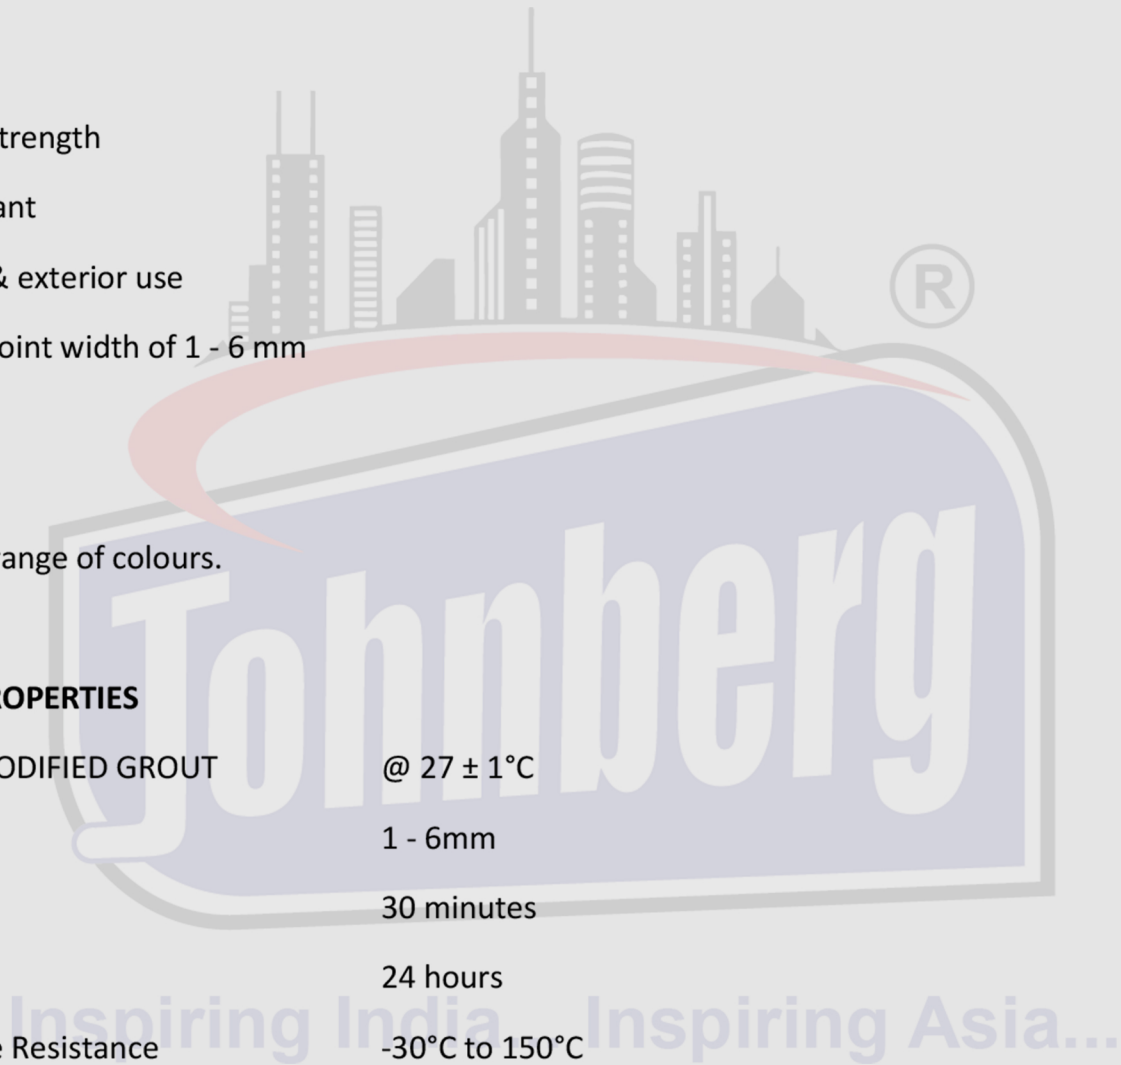 trength
ant
& exterior use
oint width of 1 - 6 mm
®
ange of colours.
Johnberg
ROPERTIES
ODIFIED GROUT @ 27 ± 1°C
1 - 6mm
30 minutes
24 hours
Inspiring India... Inspiring Asia...
e Resistance -30°C to 150°C